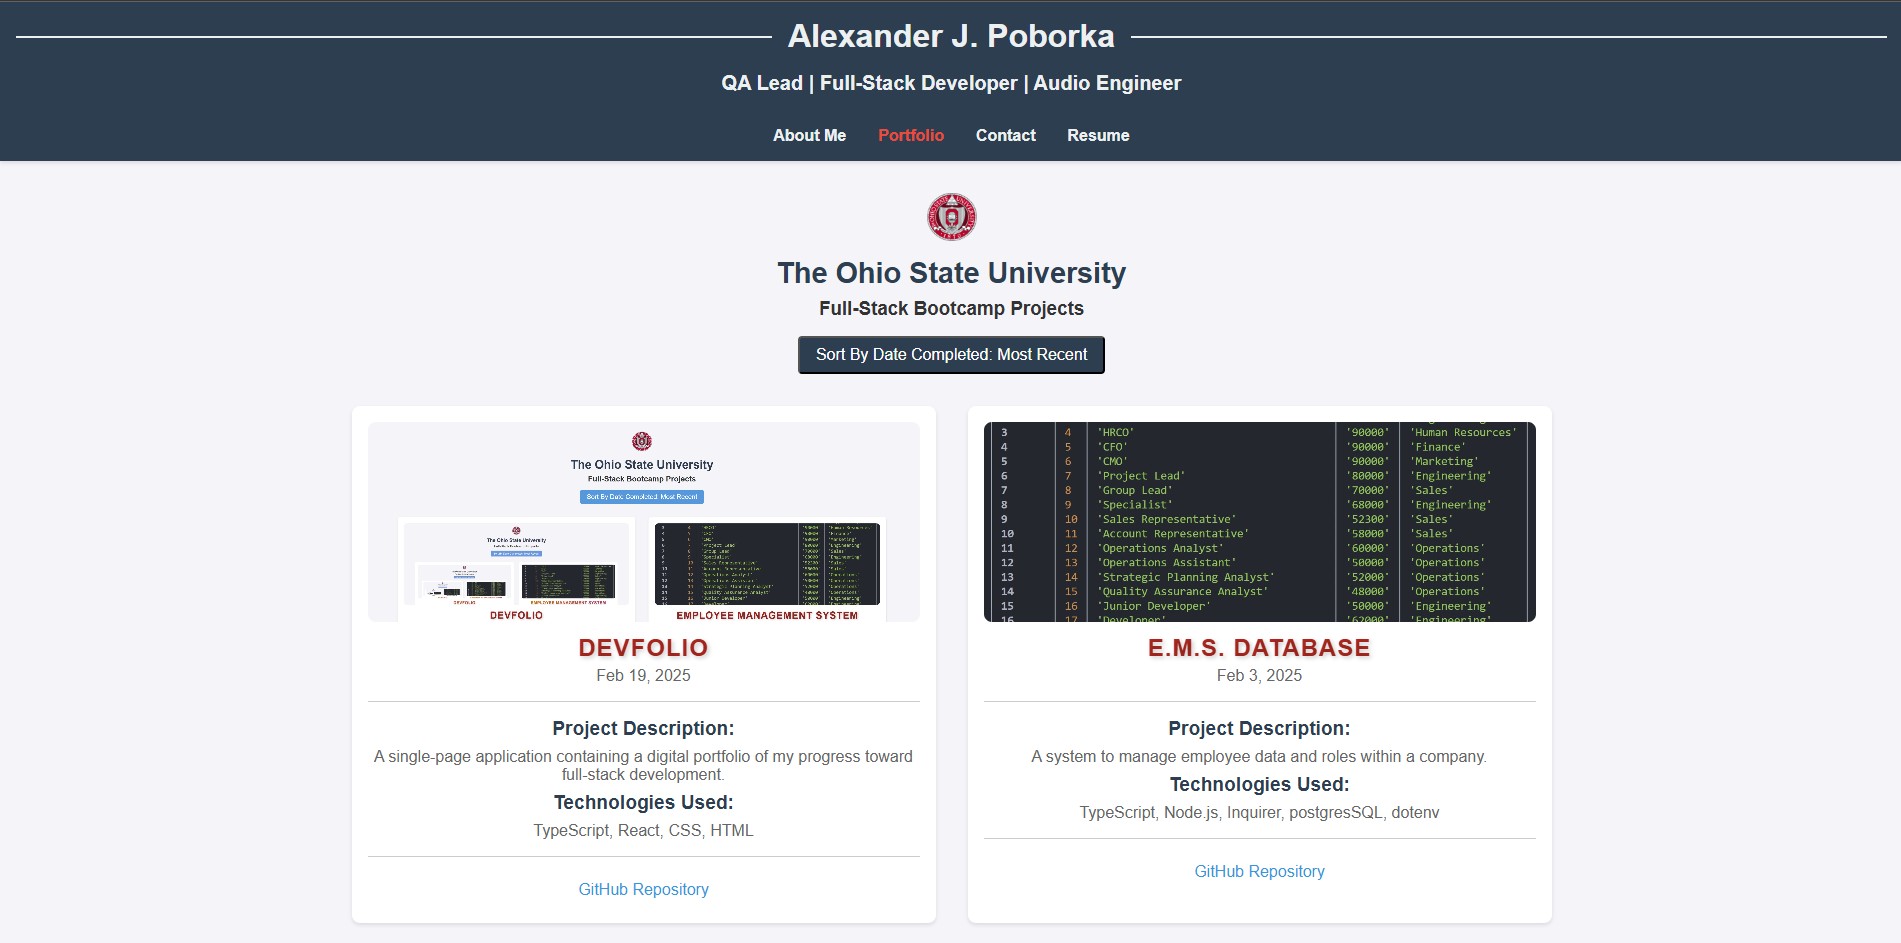 Alexander J. Poborka
QA Lead | Full-Stack Developer | Audio Engineer
About Me Portfolio Contact Resume
The Ohio State University
Full-Stack Bootcamp Projects
Sort By Date Completed: Most Recent
The Ohio State University
Full-Stack Bootcamp Projects
Sort By Date Completed: Most Recent
The Ohio State University
DEVFOLIO
EMPLOYEE MANAGEMENT SYSTEM
DEVFOLIO
EMPLOYEE MANAGEMENT SYSTEM
DEVFOLIO
Feb 19, 2025
Project Description:
A single-page application containing a digital portfolio of my progress toward
full-stack development.
Technologies Used:
TypeScript, React, CSS, HTML
GitHub Repository
3 4 'HRCO' '90000' 'Human Resources'
4 5 'CFO' '90000' 'Finance'
5 6 'CMO' '90000' 'Marketing'
6 7 'Project Lead' '80000' 'Engineering'
7 8 'Group Lead' '70000' 'Sales'
8 9 'Specialist' '68000' 'Engineering'
9 10 'Sales Representative' '52300' 'Sales'
10 11 'Account Representative' '58000' 'Sales'
11 12 'Operations Analyst' '60000' 'Operations'
12 13 'Operations Assistant' '50000' 'Operations'
13 14 'Strategic Planning Analyst' '52000' 'Operations'
14 15 'Quality Assurance Analyst' '48000' 'Operations'
15 16 'Junior Developer' '50000' 'Engineering'
16 17 'Developer' '62000' 'Engineering'
E.M.S. DATABASE
Feb 3, 2025
Project Description:
A system to manage employee data and roles within a company.
Technologies Used:
TypeScript, Node.js, Inquirer, postgresSQL, dotenv
GitHub Repository